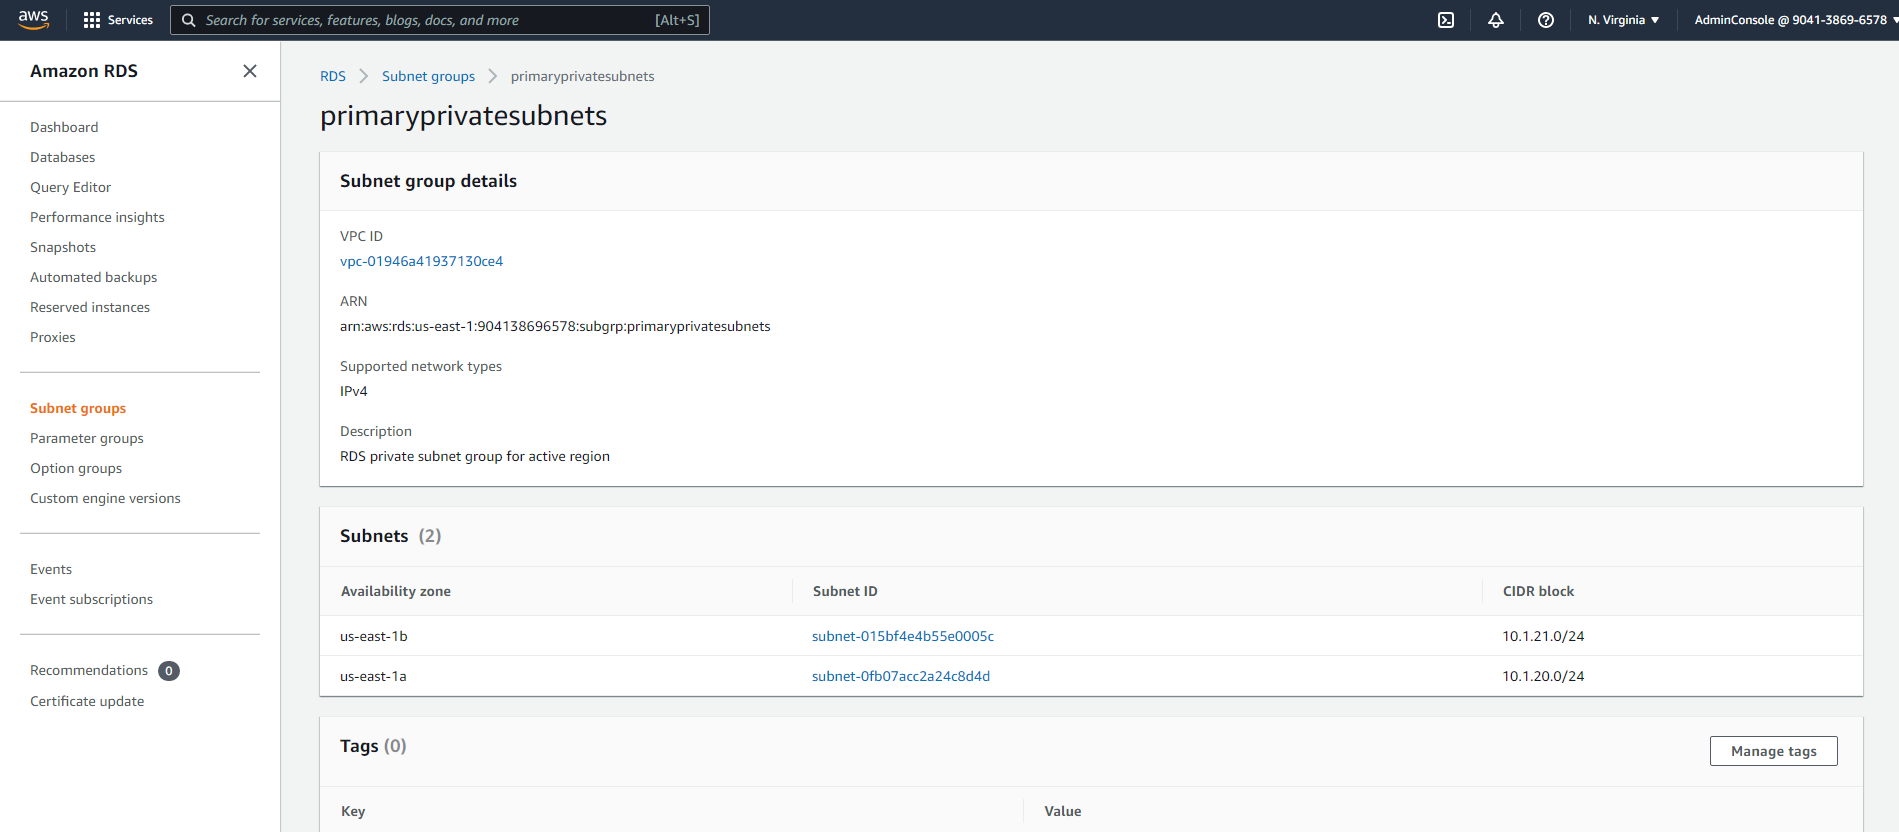 aws
Services
Search for services, features, blogs, docs, and more
[Alt+S]
N. Virginia
AdminConsole @ 9041-3869-6578
Amazon RDS
Dashboard
Databases
Query Editor
Performance insights
Snapshots
Automated backups
Reserved instances
Proxies
Subnet groups
Parameter groups
Option groups
Custom engine versions
Events
Event subscriptions
Recommendations 0
Certificate update
RDS > Subnet groups > primaryprivatesubnets
primaryprivatesubnets
Subnet group details
VPC ID
vpc-01946a41937130ce4
ARN
arn:aws:rds:us-east-1:904138696578:subgrp:primaryprivatesubnets
Supported network types
IPv4
Description
RDS private subnet group for active region
Subnets (2)
Availability zone Subnet ID CIDR block
us-east-1b subnet-015bf4e4b55e0005c 10.1.21.0/24
us-east-1a subnet-0fb07acc2a24c8d4d 10.1.20.0/24
Tags (0)
Manage tags
Key Value